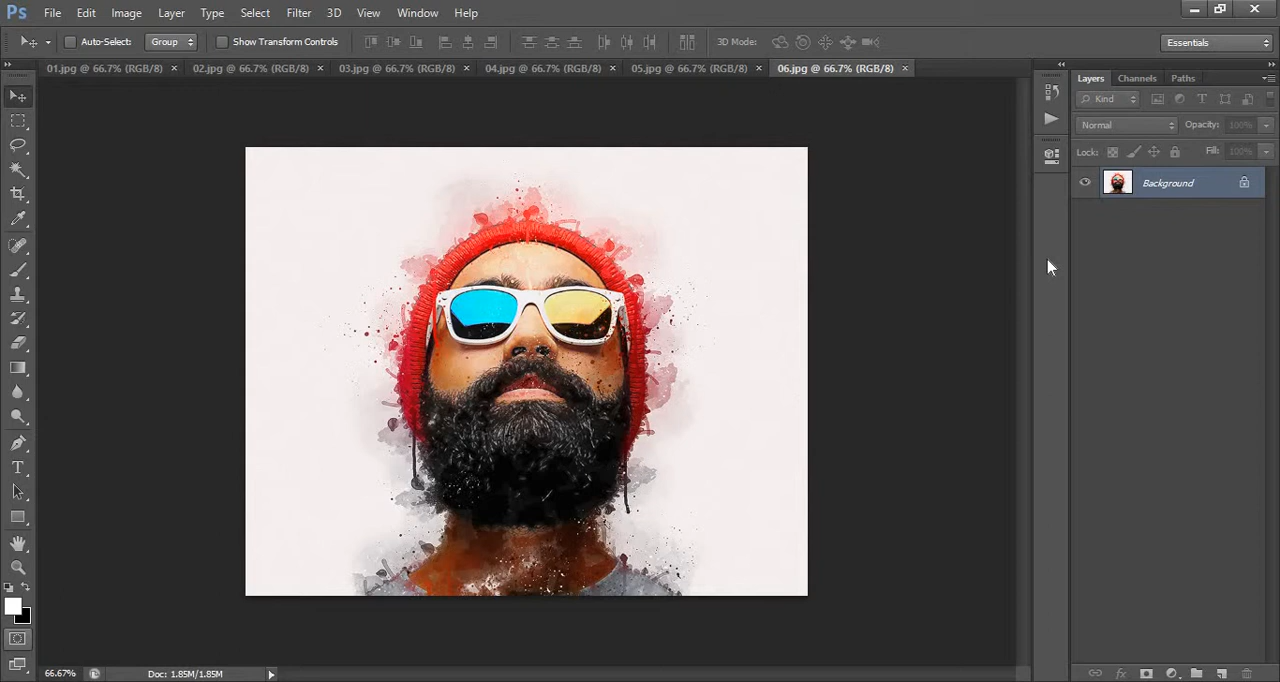 Ps File Edit Image Layer Type Select Filter 3D View Window Help
Auto-Select: Group Show Transform Controls 3D Mode: Essentials
01.jpg @ 66.7% (RGB/8) × 02.jpg @ 66.7% (RGB/8) × 03.jpg @ 66.7% (RGB/8) × 04.jpg @ 66.7% (RGB/8) × 05.jpg @ 66.7% (RGB/8) × 06.jpg @ 66.7% (RGB/8) ×
Layers Channels Paths
Kind
Normal Opacity: 100%
Lock: Fill: 100%
Background
66.67% Doc: 1.85M/1.85M